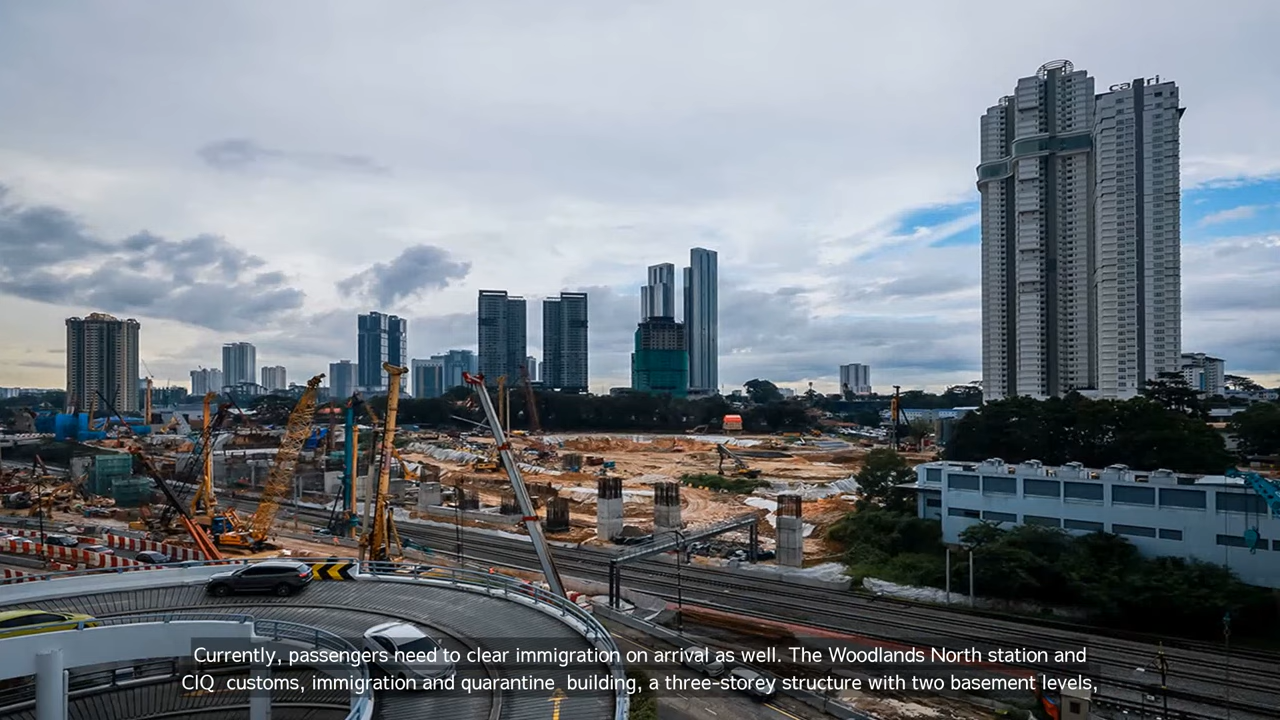 Currently, passengers need to clear immigration on arrival as well. The Woodlands North station and
CIQ customs, immigration and quarantine building, a three-storey structure with two basement levels,